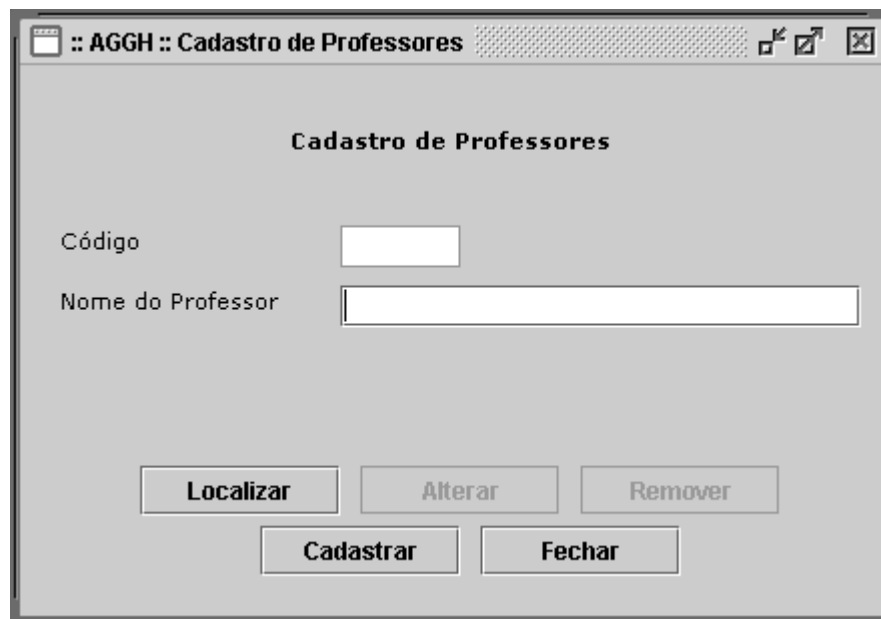 :: AGGH :: Cadastro de Professores
Cadastro de Professores
Código
Nome do Professor
Localizar Alterar Remover
Cadastrar Fechar